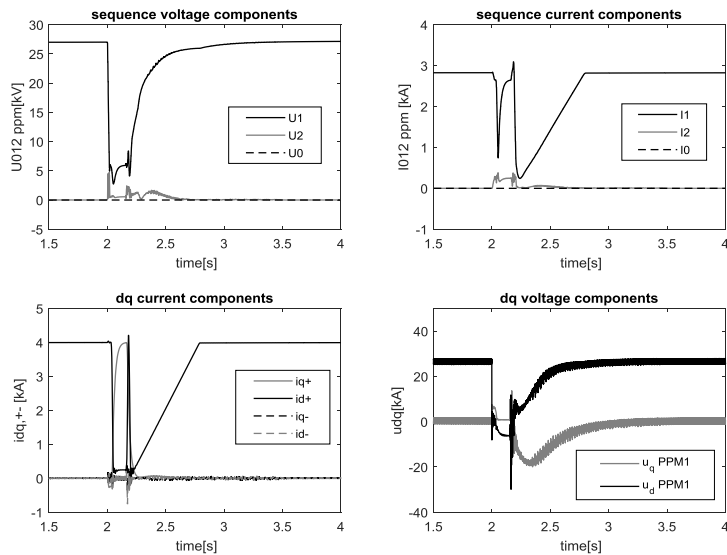 sequence voltage components
30
25
20
15
10
5
0
-5
U012 ppm[kV]
U1
U2
U0
1.5 2 2.5 3 3.5 4
time[s]
sequence current components
4
3
2
1
0
-1
I012 ppm [kA]
I1
I2
I0
1.5 2 2.5 3 3.5 4
time[s]
dq current components
5
4
3
2
1
0
-1
idq,+- [kA]
iq+
id+
iq-
id-
1.5 2 2.5 3 3.5 4
time[s]
dq voltage components
40
20
0
-20
-40
udq[kA]
u_q PPM1
u_d PPM1
1.5 2 2.5 3 3.5 4
time[s]